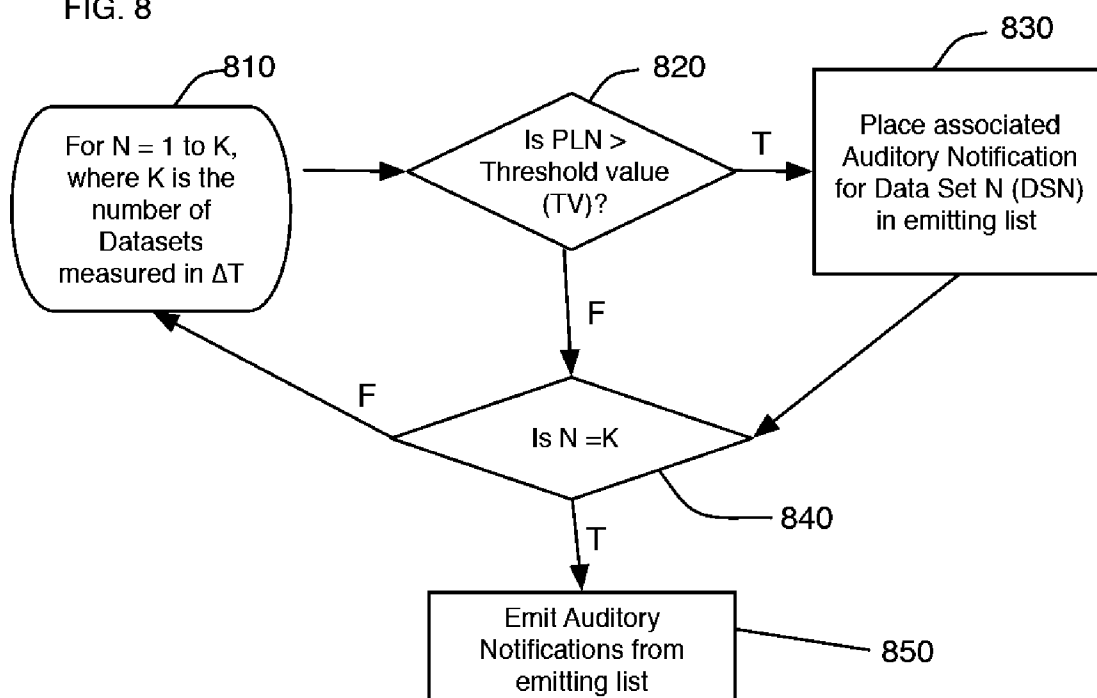 FIG. 8
810
For N = 1 to K,
where K is the
number of
Datasets
measured in ΔT
820
Is PLN >
Threshold value
(TV)?
T
830
Place associated
Auditory Notification
for Data Set N (DSN)
in emitting list
F
F
Is N =K
840
T
Emit Auditory
Notifications from
emitting list
850